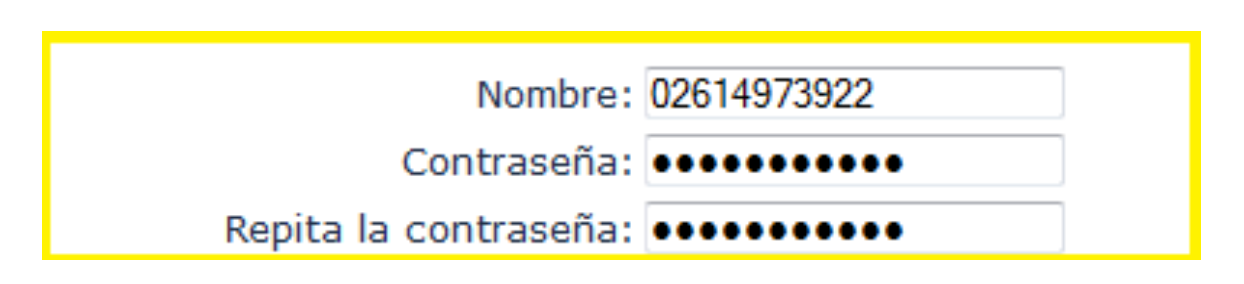 Nombre: 02614973922
Contraseña: ●●●●●●●●●●●
Repita la contraseña: ●●●●●●●●●●●